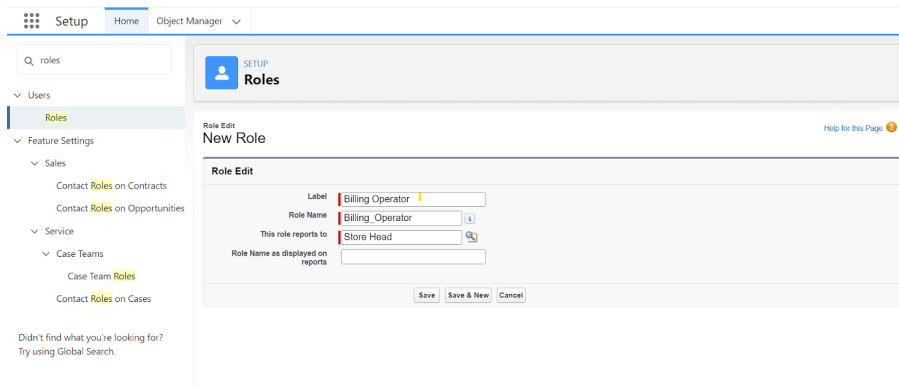 Setup Home Object Manager
roles
Users
Roles
Feature Settings
Sales
Contact Roles on Contracts
Contact Roles on Opportunities
Service
Case Teams
Case Team Roles
Contact Roles on Cases
Didn't find what you're looking for?
Try using Global Search.
SETUP
Roles
Role Edit
New Role
Help for this Page ?
Role Edit
Label Billing Operator
Role Name Billing_Operator i
This role reports to Store Head
Role Name as displayed on
reports
Save Save & New Cancel